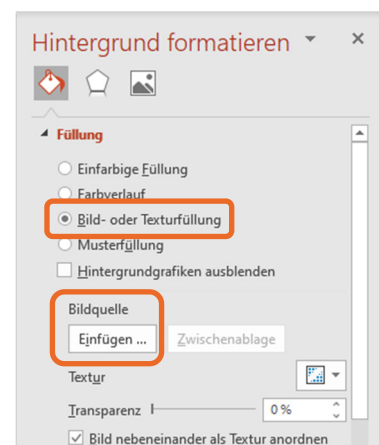 Hintergrund formatieren
Füllung
Einfarbige Füllung
Farbverlauf
Bild- oder Texturfüllung
Musterfüllung
Hintergrundgrafiken ausblenden
Bildquelle
Einfügen ... Zwischenablage
Textur
Transparenz 0 %
Bild nebeneinander als Textur anordnen